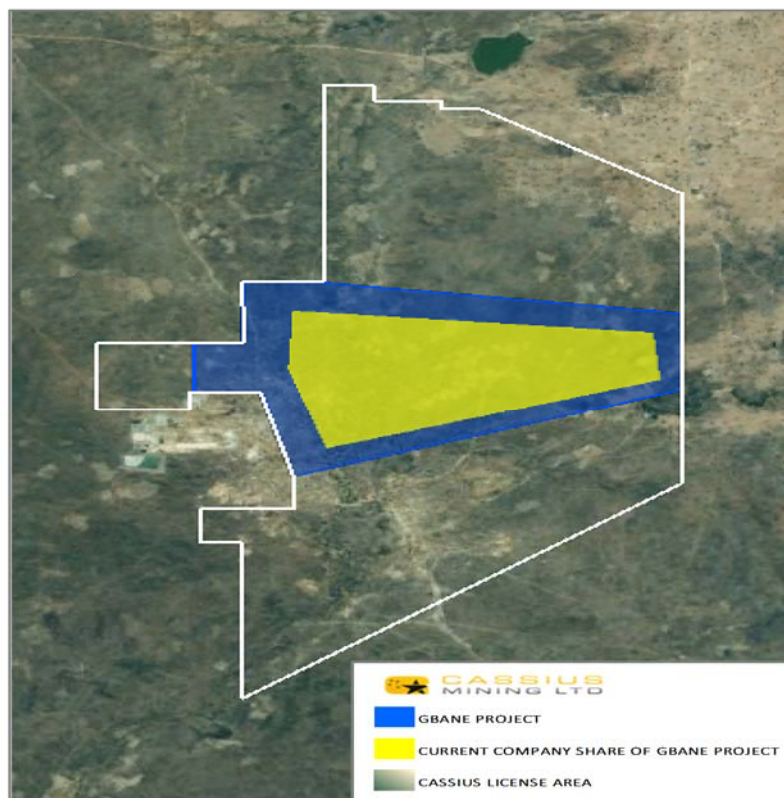 CASSIUS
MINING LTD
GBANE PROJECT
CURRENT COMPANY SHARE OF GBANE PROJECT
CASSIUS LICENSE AREA